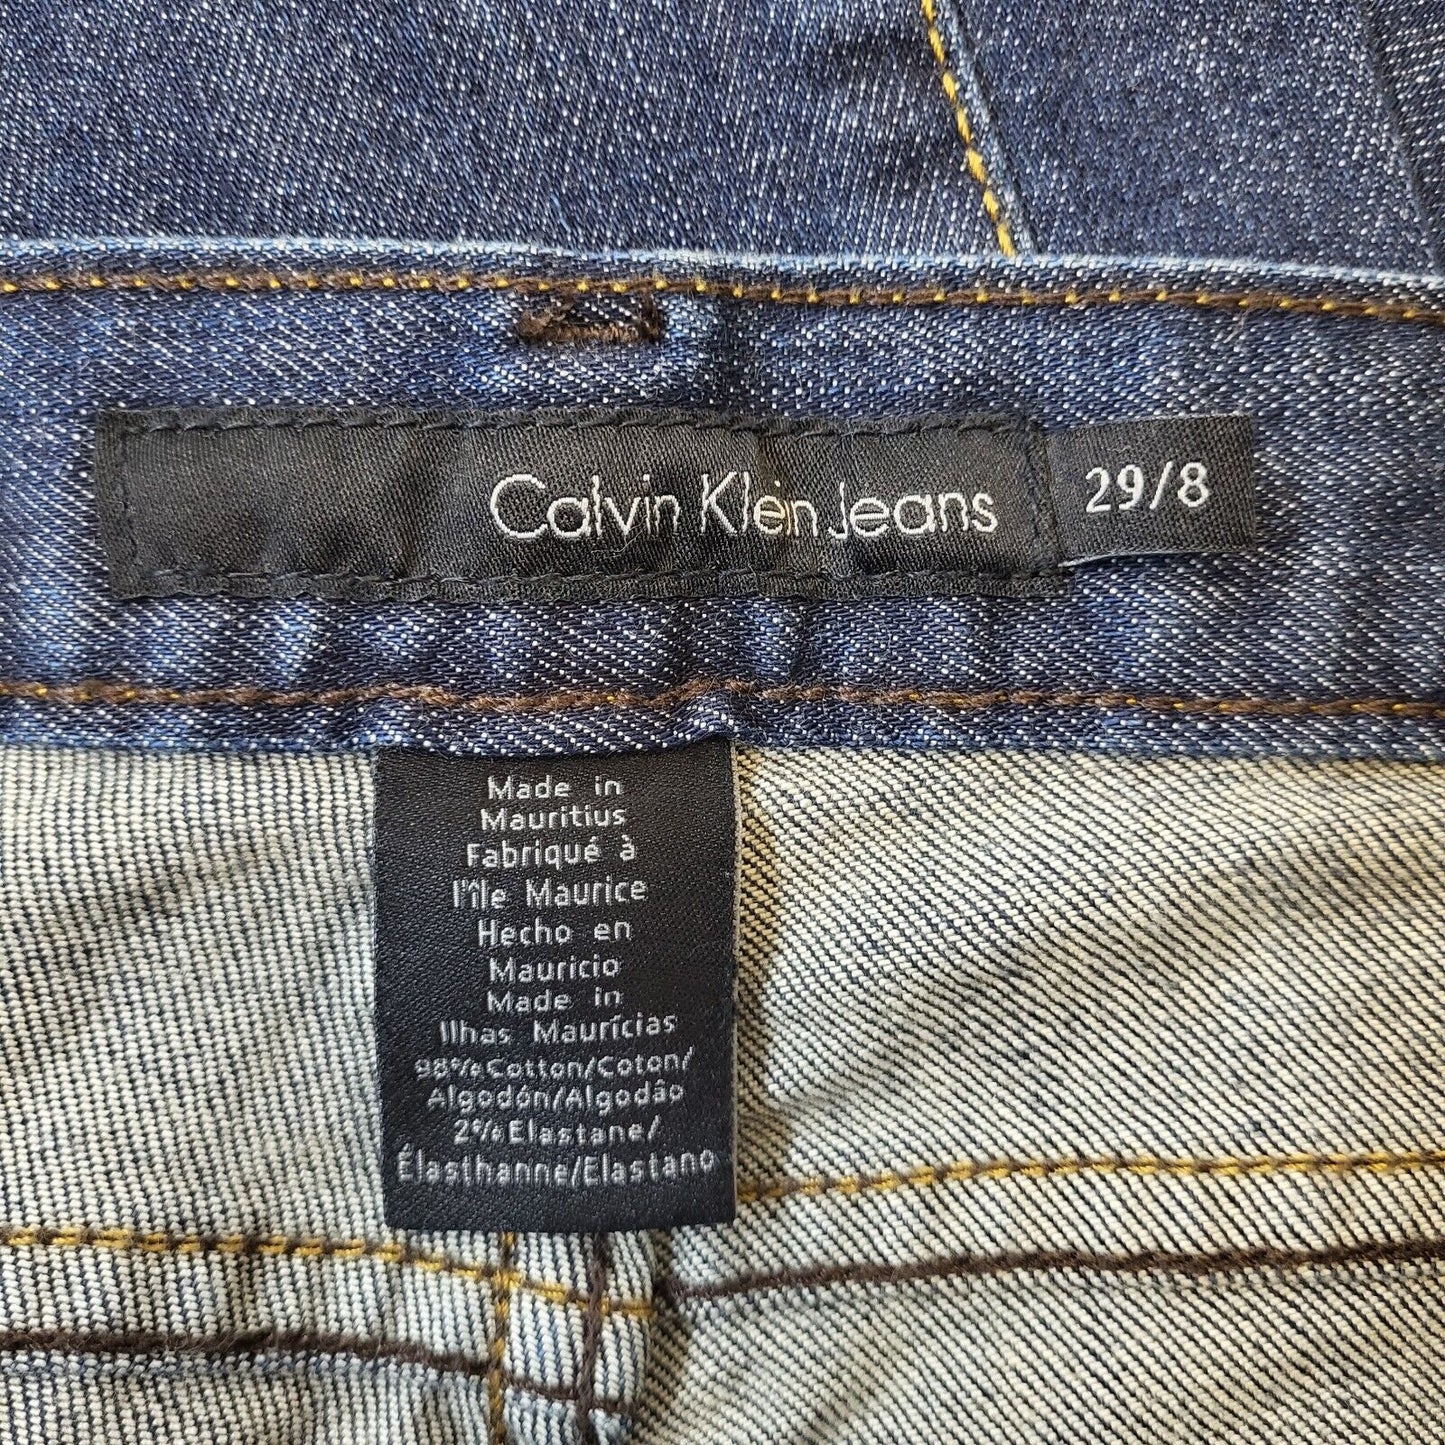 Calvin Klein Jeans
29/8
Made in
Mauritius
Fabriqué à
l'île Maurice
Hecho en
Mauricio
Made in
Ilhas Maurícias
98% Cotton/Coton/
Algodón/Algodão
2% Elastane/
Élasthanne/Elastano